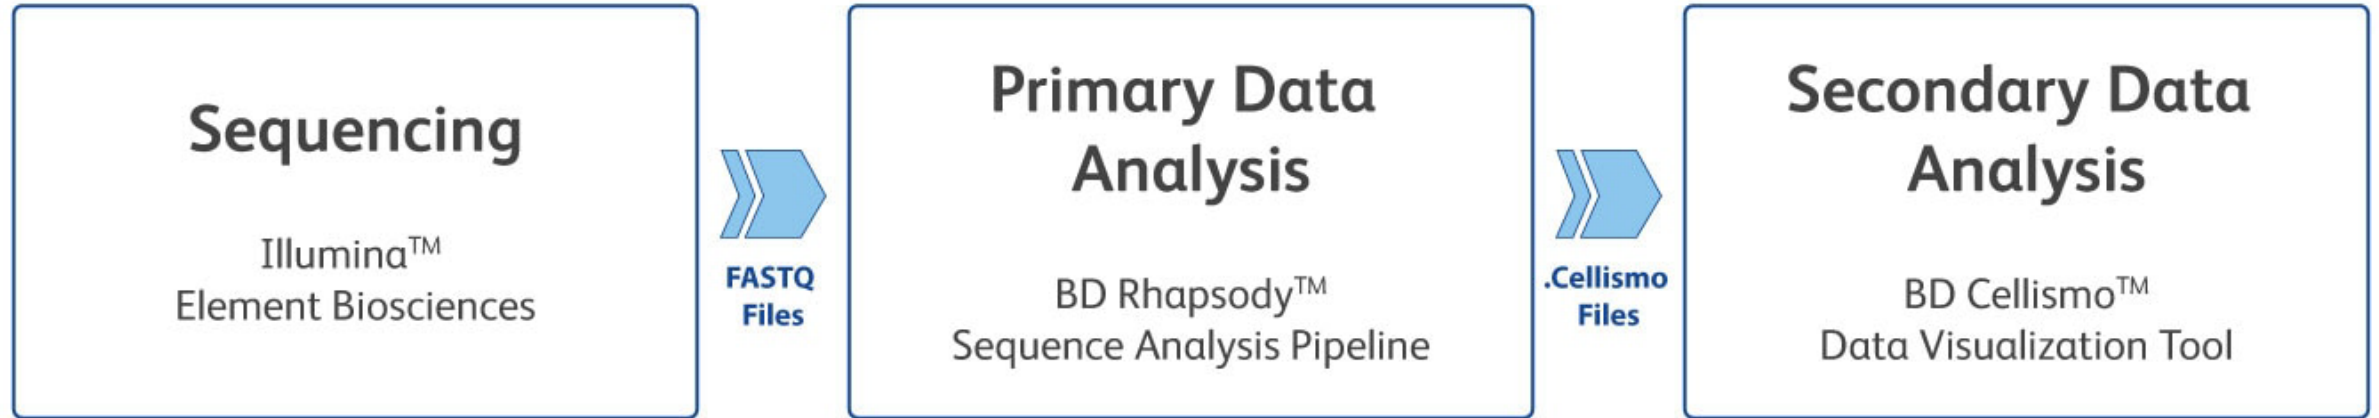 Sequencing
Illumina™
Element Biosciences
FASTQ
Files
Primary Data
Analysis
BD Rhapsody™
Sequence Analysis Pipeline
.Cellismo
Files
Secondary Data
Analysis
BD Cellismo™
Data Visualization Tool